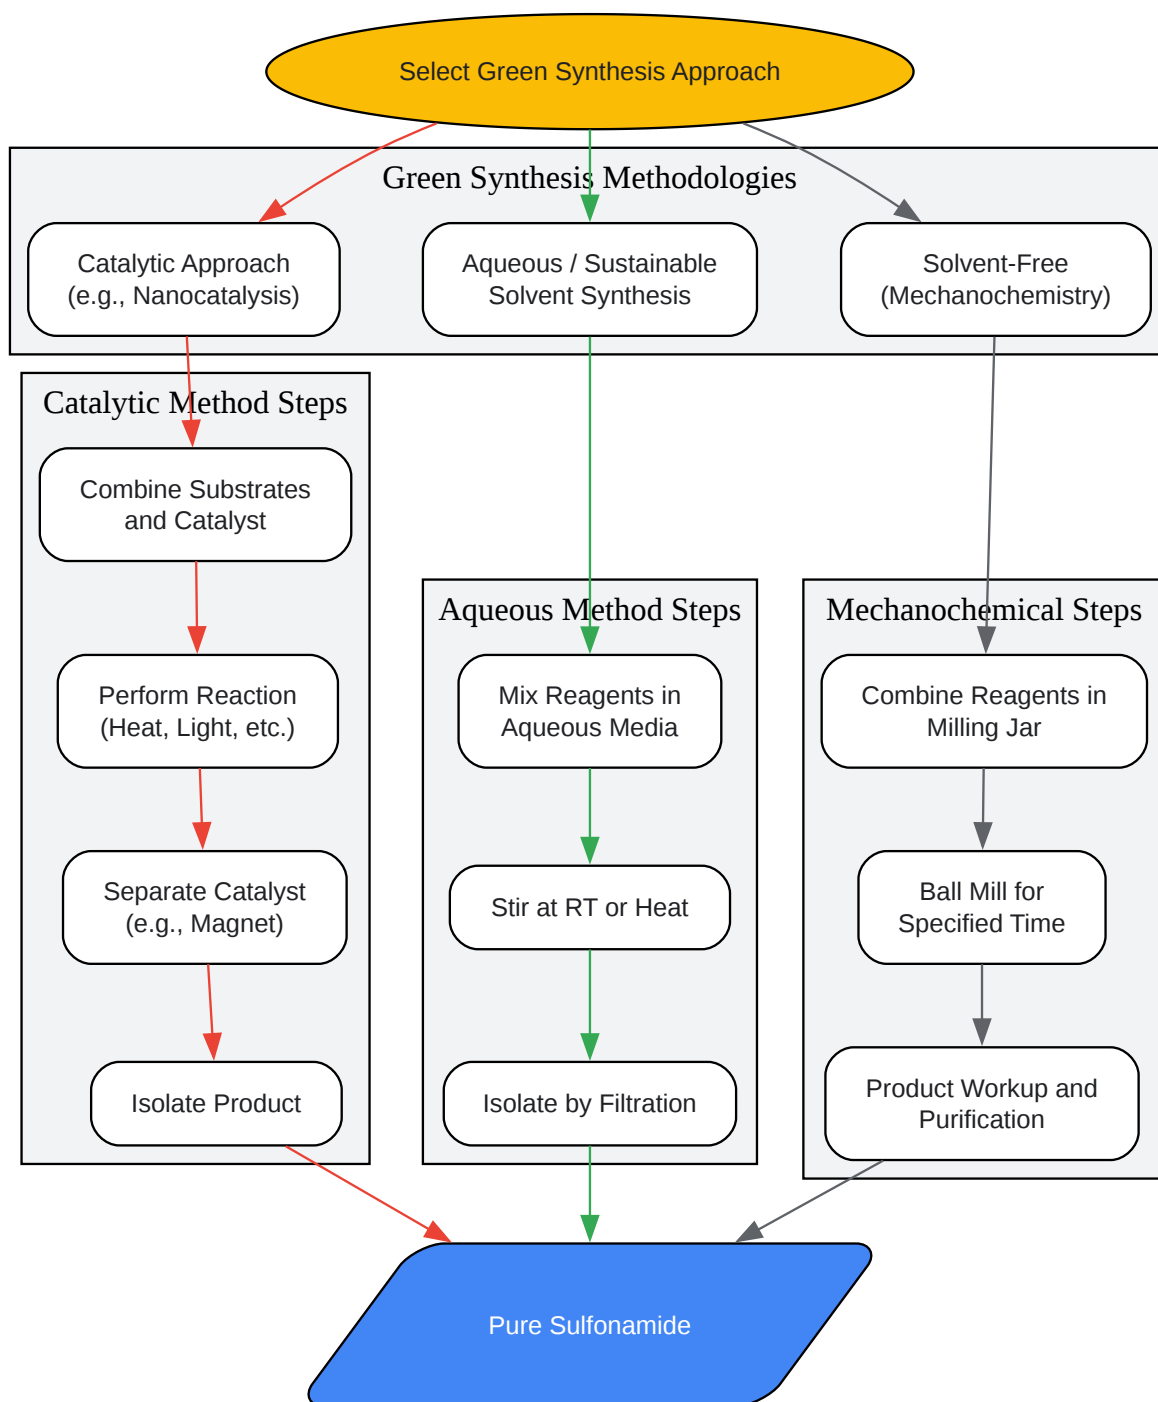 Select Green Synthesis Approach
Green Synthesis Methodologies
Catalytic Approach
(e.g., Nanocatalysis)
Aqueous / Sustainable
Solvent Synthesis
Solvent-Free
(Mechanochemistry)
Catalytic Method Steps
Combine Substrates
and Catalyst
Perform Reaction
(Heat, Light, etc.)
Separate Catalyst
(e.g., Magnet)
Isolate Product
Aqueous Method Steps
Mix Reagents in
Aqueous Media
Stir at RT or Heat
Isolate by Filtration
Mechanochemical Steps
Combine Reagents in
Milling Jar
Ball Mill for
Specified Time
Product Workup and
Purification
Pure Sulfonamide